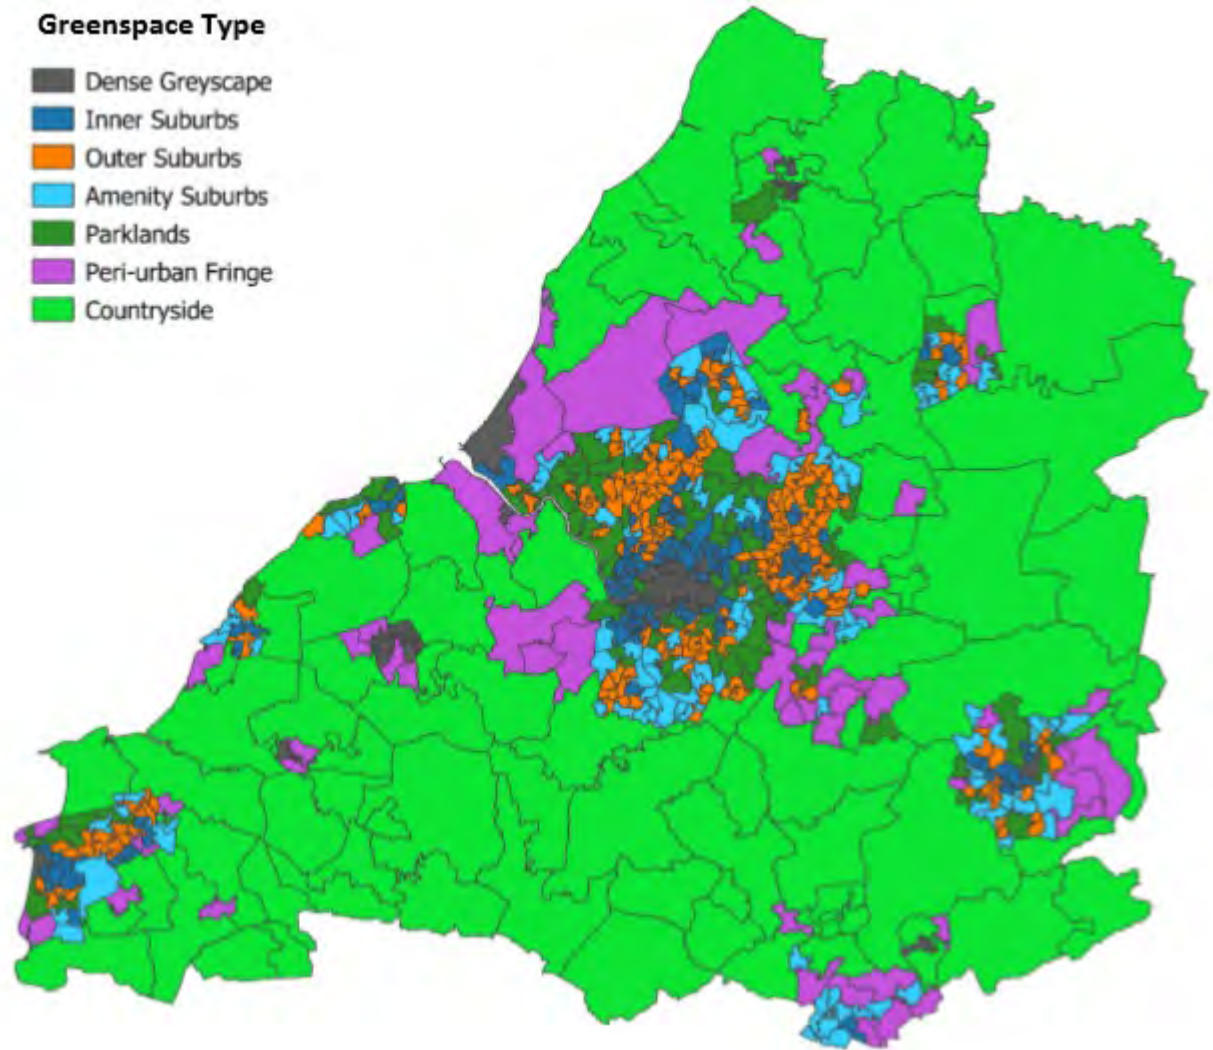 Greenspace Type
Dense Greyscape
Inner Suburbs
Outer Suburbs
Amenity Suburbs
Parklands
Peri-urban Fringe
Countryside